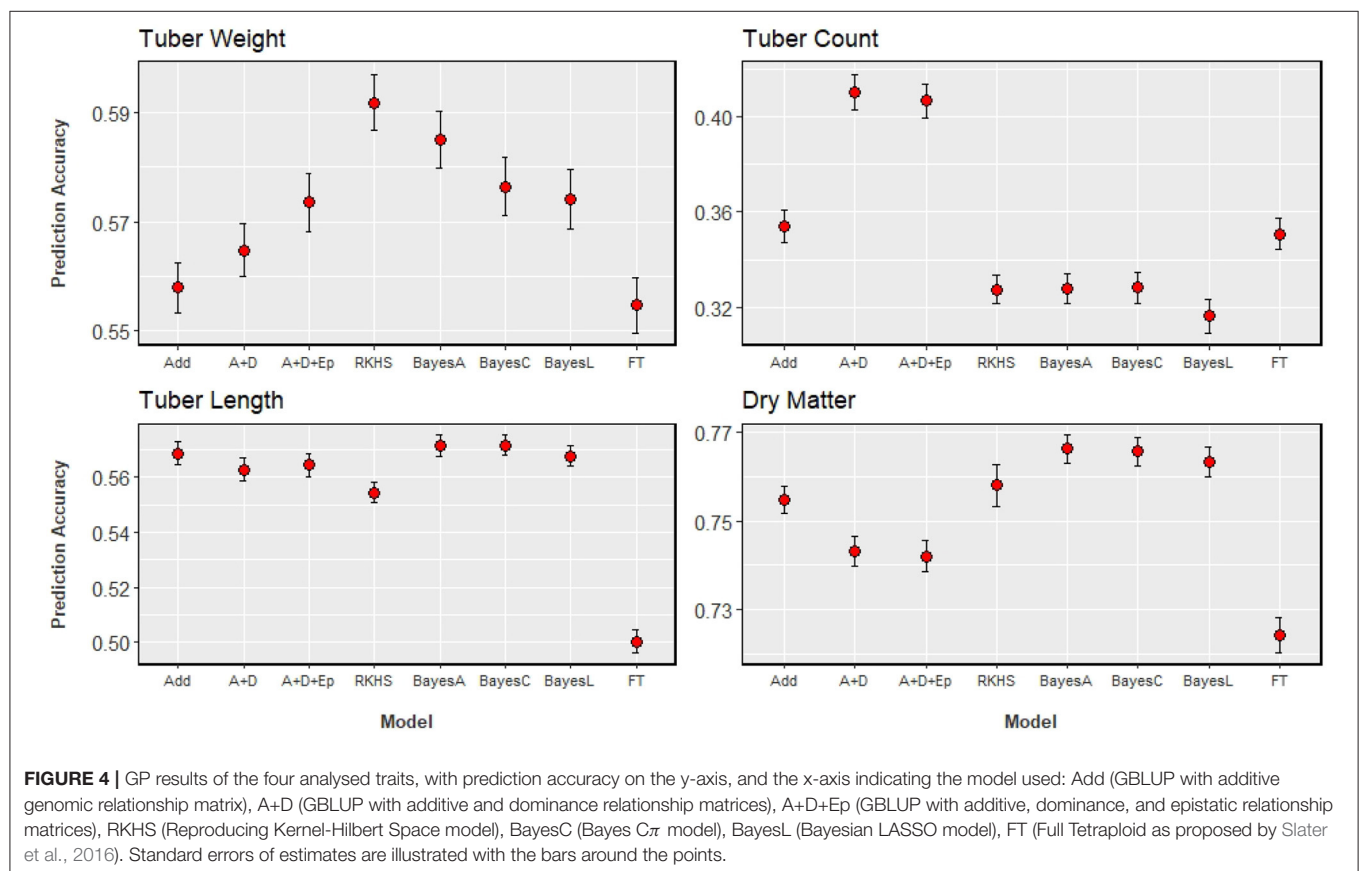 Tuber Weight
Prediction Accuracy
0.59
0.57
0.55
Add A+D A+D+Ep RKHS BayesA BayesC BayesL FT
Tuber Count
0.40
0.36
0.32
Add A+D A+D+Ep RKHS BayesA BayesC BayesL FT
Tuber Length
Prediction Accuracy
0.56
0.54
0.52
0.50
Add A+D A+D+Ep RKHS BayesA BayesC BayesL FT
Model
Dry Matter
0.77
0.75
0.73
Add A+D A+D+Ep RKHS BayesA BayesC BayesL FT
Model
FIGURE 4 | GP results of the four analysed traits, with prediction accuracy on the y-axis, and the x-axis indicating the model used: Add (GBLUP with additive
genomic relationship matrix), A+D (GBLUP with additive and dominance relationship matrices), A+D+Ep (GBLUP with additive, dominance, and epistatic relationship
matrices), RKHS (Reproducing Kernel-Hilbert Space model), BayesC (Bayes Cπ model), BayesL (Bayesian LASSO model), FT (Full Tetraploid as proposed by Slater
et al., 2016). Standard errors of estimates are illustrated with the bars around the points.